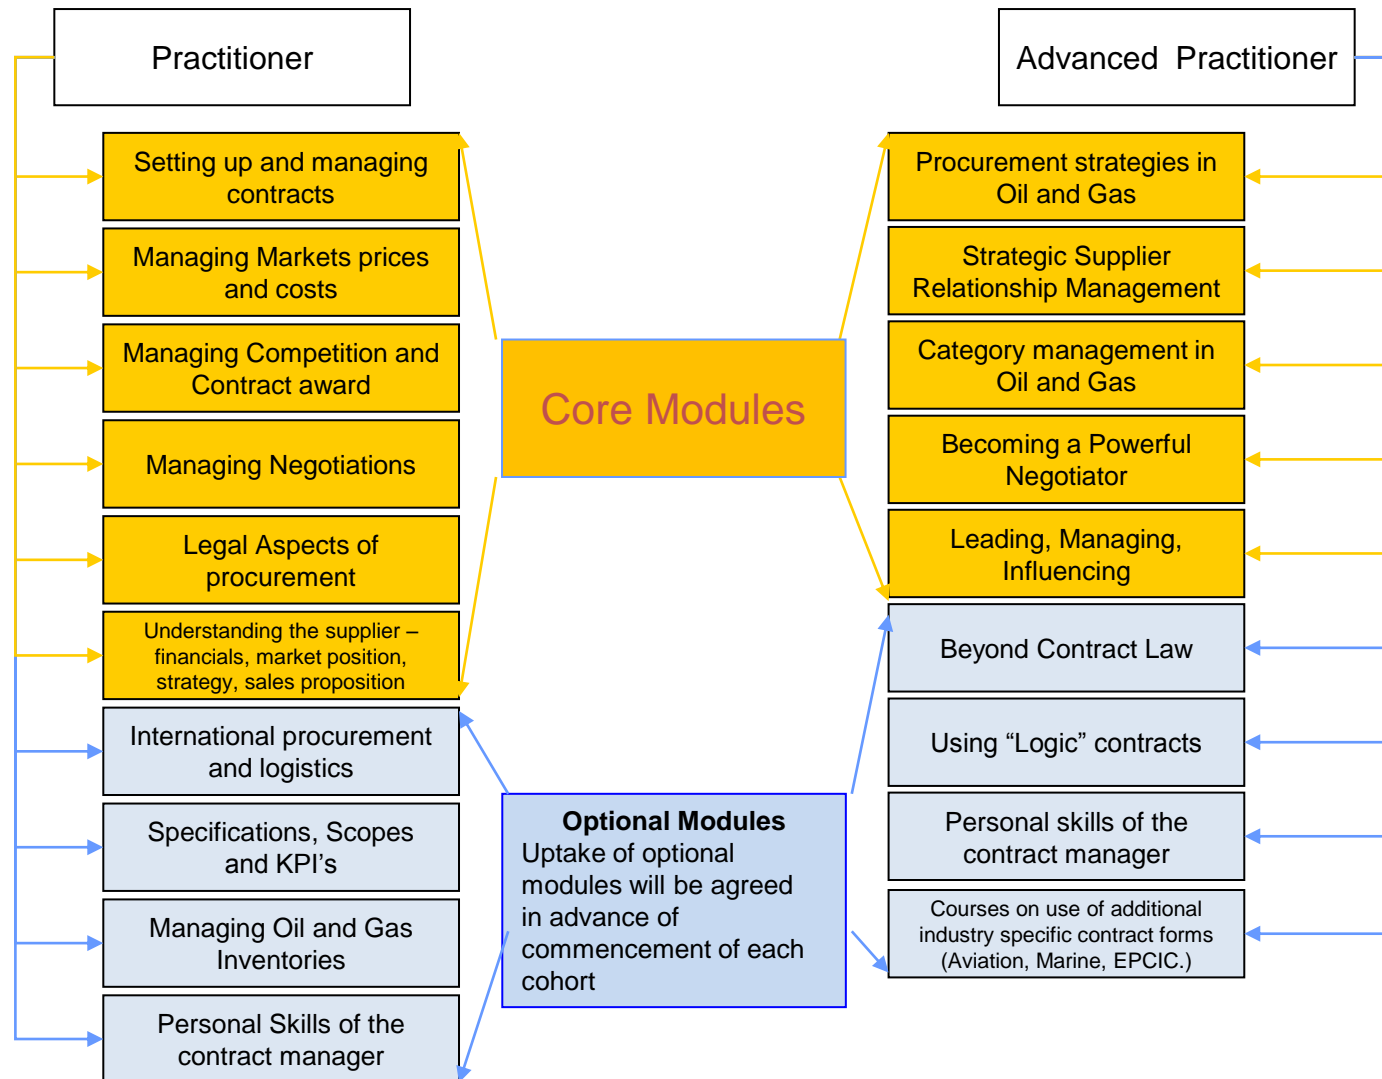 Practitioner
Advanced Practitioner
Setting up and managing
contracts
Managing Markets prices
and costs
Managing Competition and
Contract award
Managing Negotiations
Legal Aspects of
procurement
Understanding the supplier –
financials, market position,
strategy, sales proposition
International procurement
and logistics
Specifications, Scopes
and KPI’s
Managing Oil and Gas
Inventories
Personal Skills of the
contract manager
Core Modules
Optional Modules
Uptake of optional
modules will be agreed
in advance of
commencement of each
cohort
Procurement strategies in
Oil and Gas
Strategic Supplier
Relationship Management
Category management in
Oil and Gas
Becoming a Powerful
Negotiator
Leading, Managing,
Influencing
Beyond Contract Law
Using “Logic” contracts
Personal skills of the
contract manager
Courses on use of additional
industry specific contract forms
(Aviation, Marine, EPCIC.)